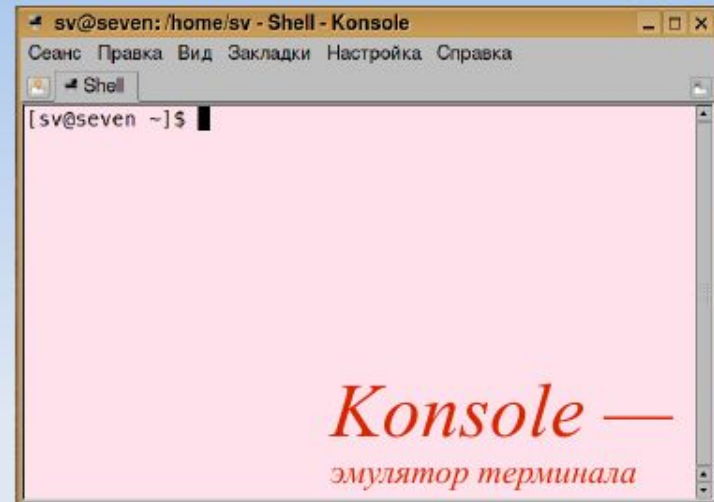 sv@seven: /home/sv - Shell - Konsole
Сеанс Правка Вид Закладки Настройка Справка
Shell
[sv@seven ~]$
Konsole —
эмулятор терминала